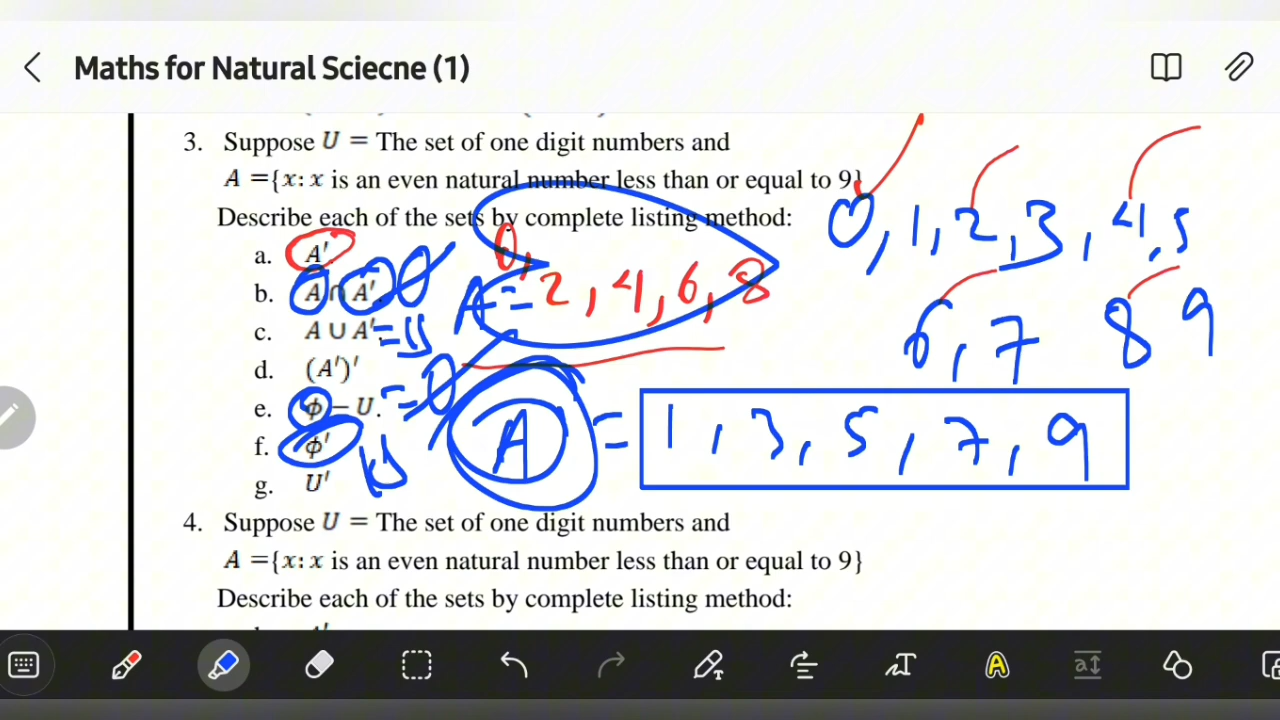 Maths for Natural Sciecne (1)
3. Suppose U = The set of one digit numbers and
A ={x: x is an even natural number less than or equal to 9}
Describe each of the sets by complete listing method:
0, 1, 2, 3, 4, 5
6, 7 8 9
a. A'.
b. A ∩ A'.
A = 0, 2, 4, 6, 8
c. A ∪ A'. = U
d. (A')'
e. ϕ − U. = ∅
f. ϕ' U
A = 1, 3, 5, 7, 9
g. U'
4. Suppose U = The set of one digit numbers and
A ={x: x is an even natural number less than or equal to 9}
Describe each of the sets by complete listing method: